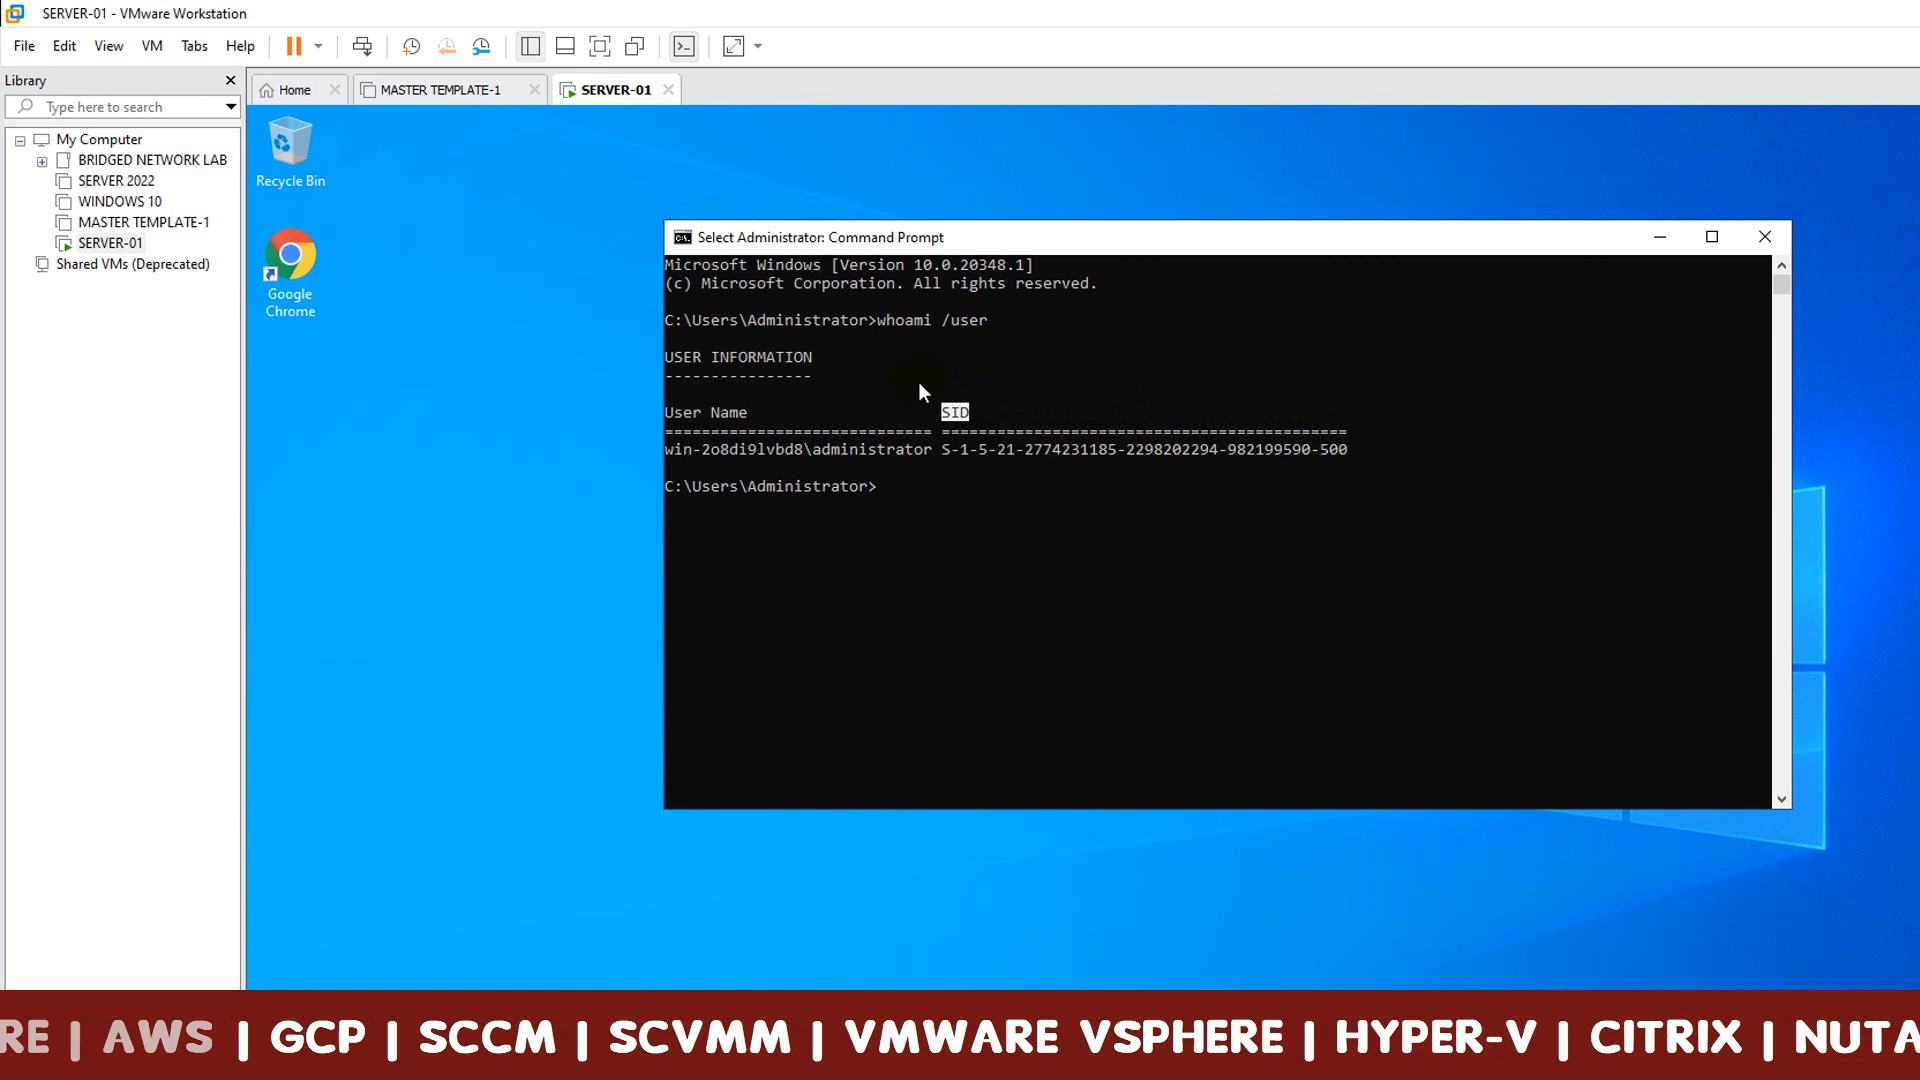 SERVER-01 - VMware Workstation
File Edit View VM Tabs Help
Library
Type here to search
My Computer
BRIDGED NETWORK LAB
SERVER 2022
WINDOWS 10
MASTER TEMPLATE-1
SERVER-01
Shared VMs (Deprecated)
Home MASTER TEMPLATE-1 SERVER-01
Recycle Bin
Google
Chrome
Select Administrator: Command Prompt
Microsoft Windows [Version 10.0.20348.1]
(c) Microsoft Corporation. All rights reserved.
C:\Users\Administrator>whoami /user
USER INFORMATION
----------------
User Name SID
============================= ============================================
win-2o8di9lvbd8\administrator S-1-5-21-2774231185-2298202294-982199590-500
C:\Users\Administrator>
RE | AWS | GCP | SCCM | SCVMM | VMWARE VSPHERE | HYPER-V | CITRIX | NUTA